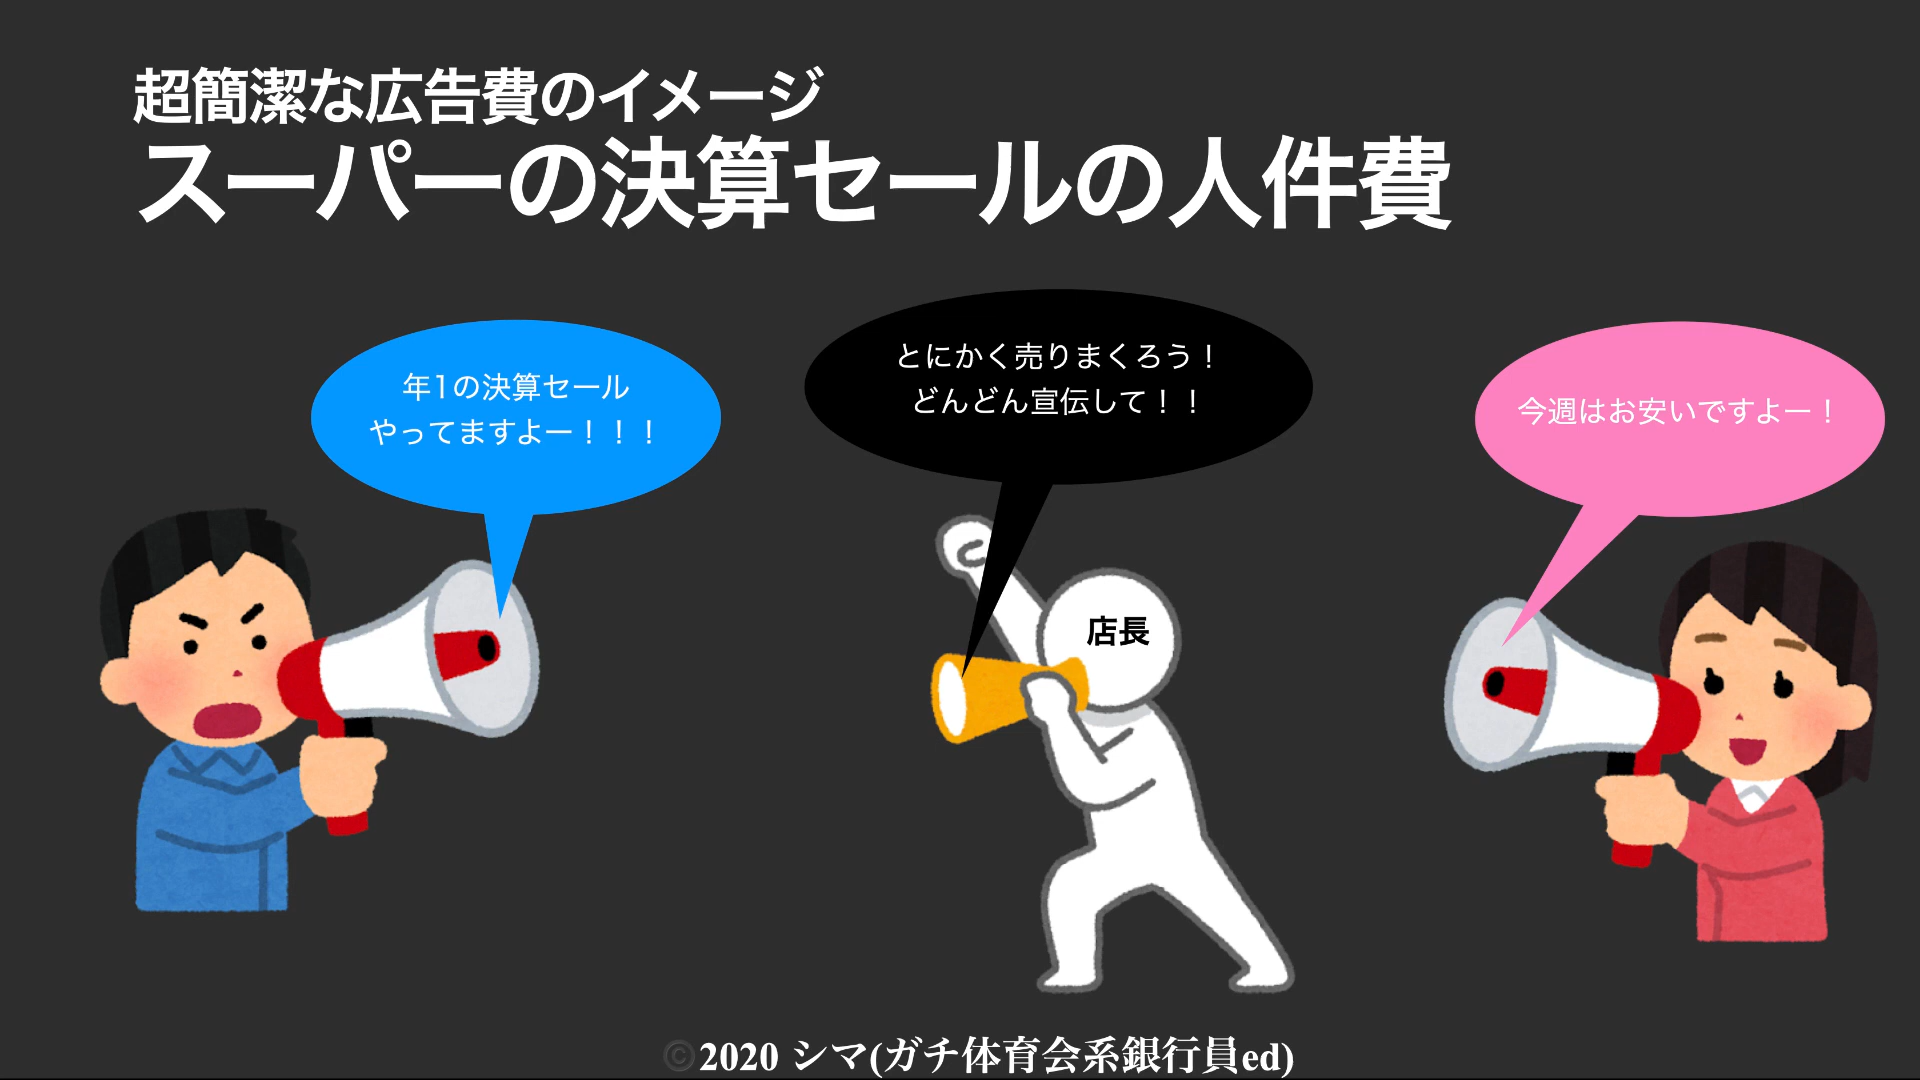 超簡潔な広告費のイメージ
スーパーの決算セールの人件費
年1の決算セール
やってますよー！！！
とにかく売りまくろう！
どんどん宣伝して！！
今週はお安いですよー！
店長
©2020 シマ(ガチ体育会系銀行員ed)